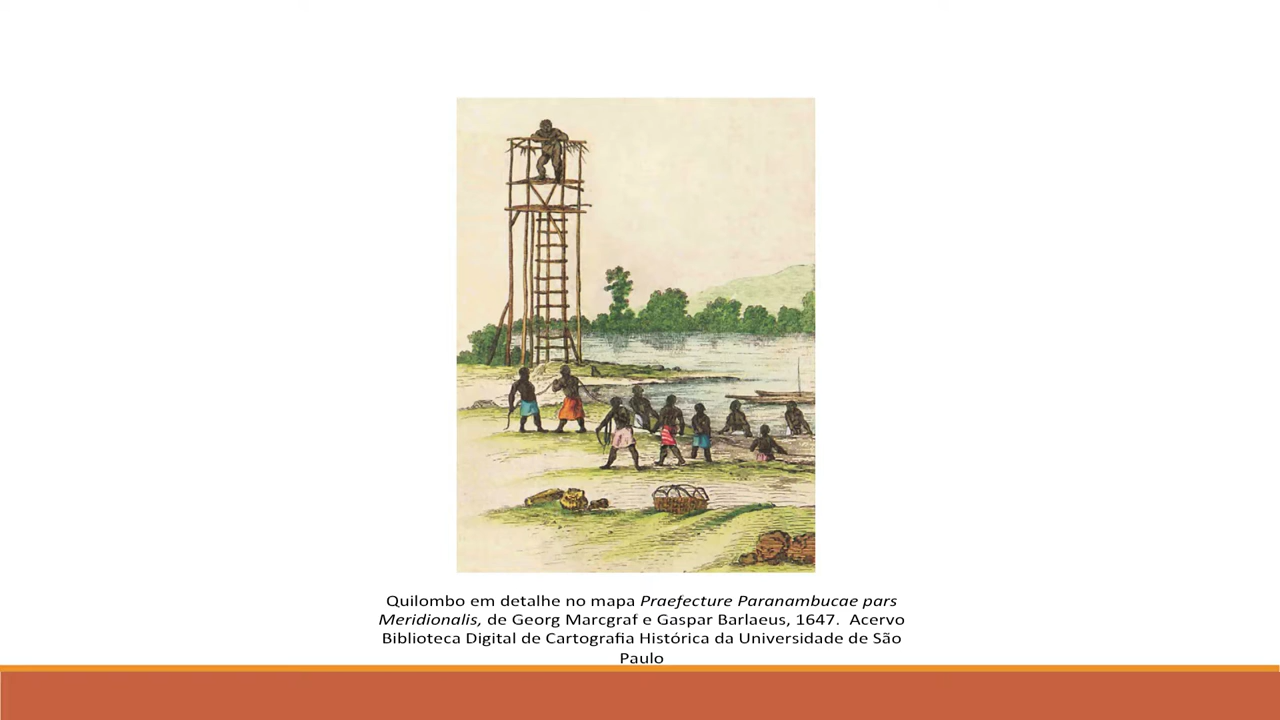 Quilombo em detalhe no mapa Praefecture Paranambucae pars
Meridionalis, de Georg Marcgraf e Gaspar Barlaeus, 1647.  Acervo
Biblioteca Digital de Cartografia Histórica da Universidade de São
Paulo